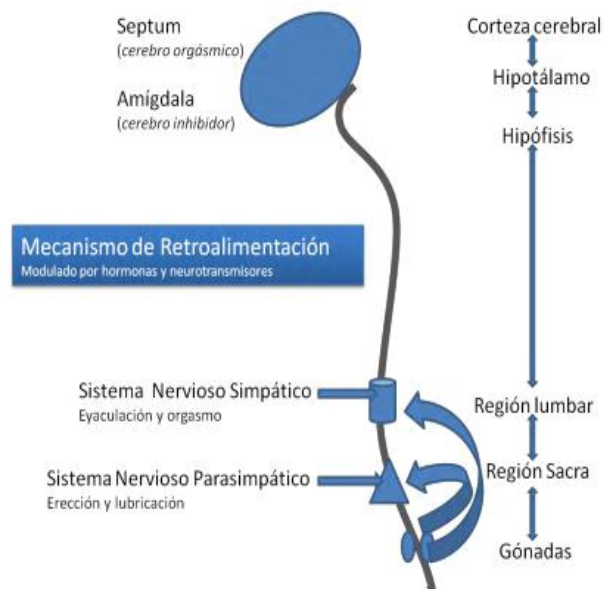 Septum
(cerebro orgásmico)
Amígdala
(cerebro inhibidor)
Mecanismo de Retroalimentación
Modulado por hormonas y neurotransmisores
Sistema Nervioso Simpático
Eyaculación y orgasmo
Sistema Nervioso Parasimpático
Erección y lubricación
Corteza cerebral
Hipotálamo
Hipófisis
Región lumbar
Región Sacra
Gónadas